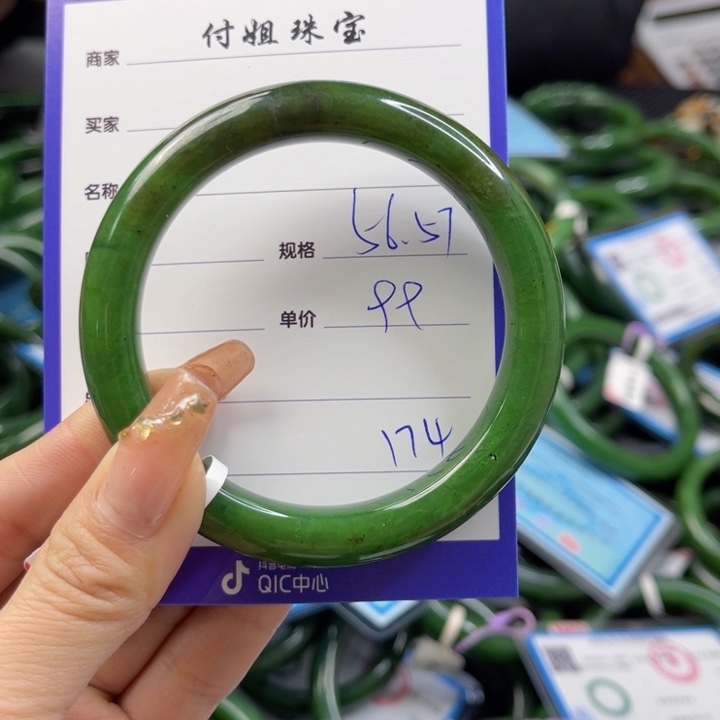 商家 付姐珠宝
买家
名称
规格 56.57
单价 99
174
QIC中心